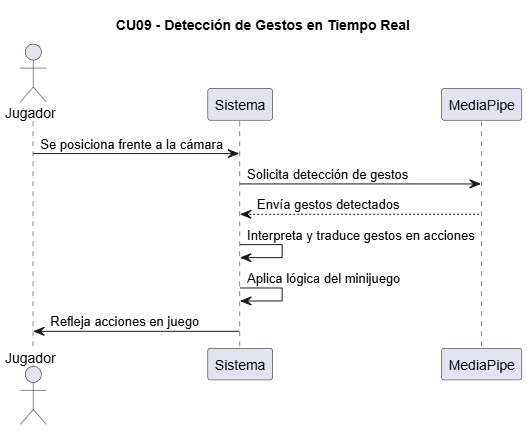 CU09 - Detección de Gestos en Tiempo Real
Jugador
Sistema
MediaPipe
Se posiciona frente a la cámara
Solicita detección de gestos
Envía gestos detectados
Interpreta y traduce gestos en acciones
Aplica lógica del minijuego
Refleja acciones en juego
Jugador
Sistema
MediaPipe